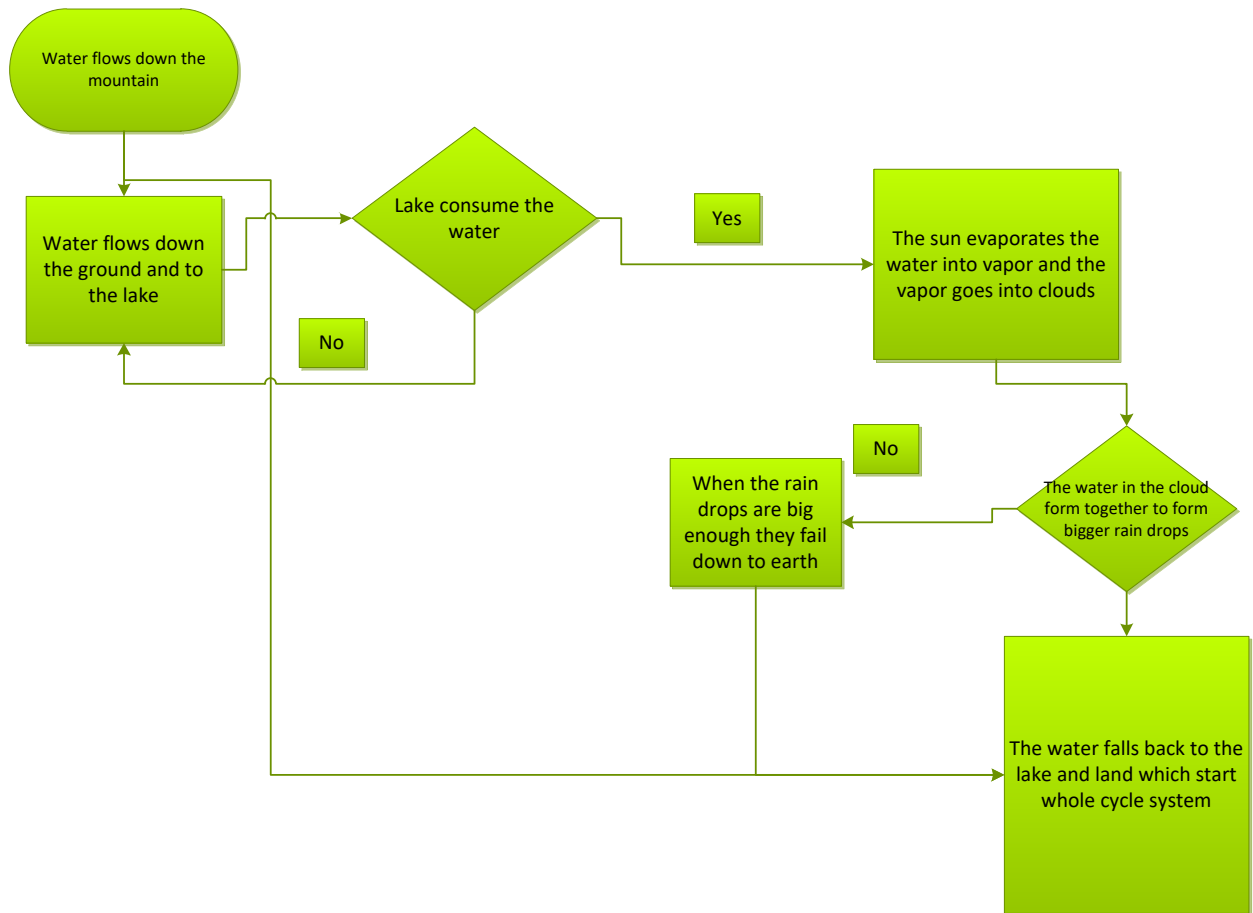 Water flows down the
mountain
Water flows down
the ground and to
the lake
Lake consume the
water
No
Yes
The sun evaporates the
water into vapor and the
vapor goes into clouds
The water in the cloud
form together to form
bigger rain drops
No
When the rain
drops are big
enough they fail
down to earth
The water falls back to the
lake and land which start
whole cycle system